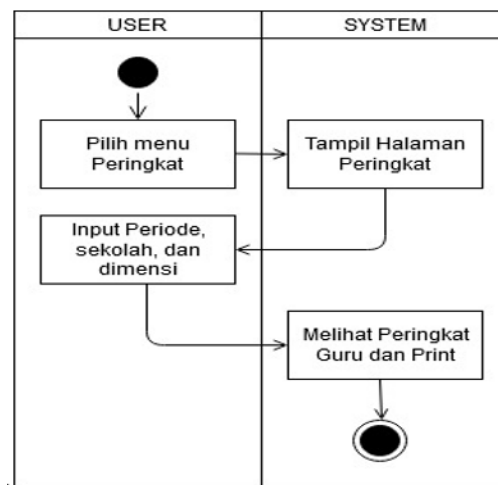 USER
SYSTEM
Pilih menu
Peringkat
Tampil Halaman
Peringkat
Input Periode,
sekolah, dan
dimensi
Melihat Peringkat
Guru dan Print